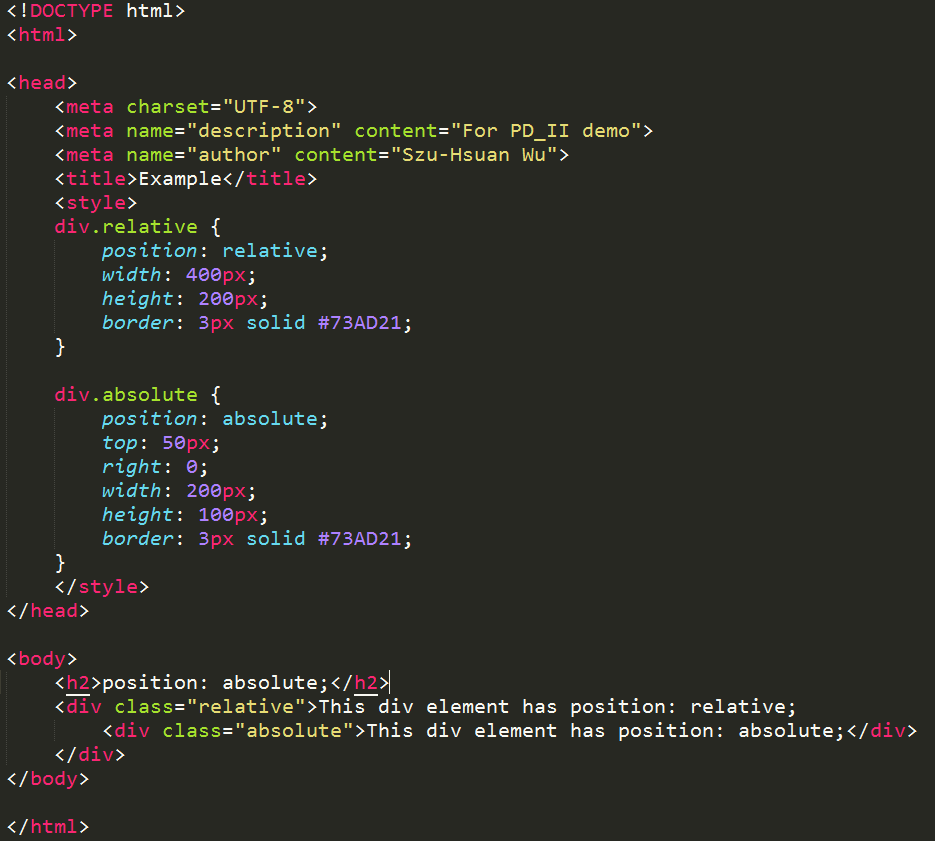 <!DOCTYPE html>
<html>
<head>
<meta charset="UTF-8">
<meta name="description" content="For PD_II demo">
<meta name="author" content="Szu-Hsuan Wu">
<title>Example</title>
<style>
div.relative {
position: relative;
width: 400px;
height: 200px;
border: 3px solid #73AD21;
}
div.absolute {
position: absolute;
top: 50px;
right: 0;
width: 200px;
height: 100px;
border: 3px solid #73AD21;
}
</style>
</head>
<body>
<h2>position: absolute;</h2>
<div class="relative">This div element has position: relative;
<div class="absolute">This div element has position: absolute;</div>
</div>
</body>
</html>